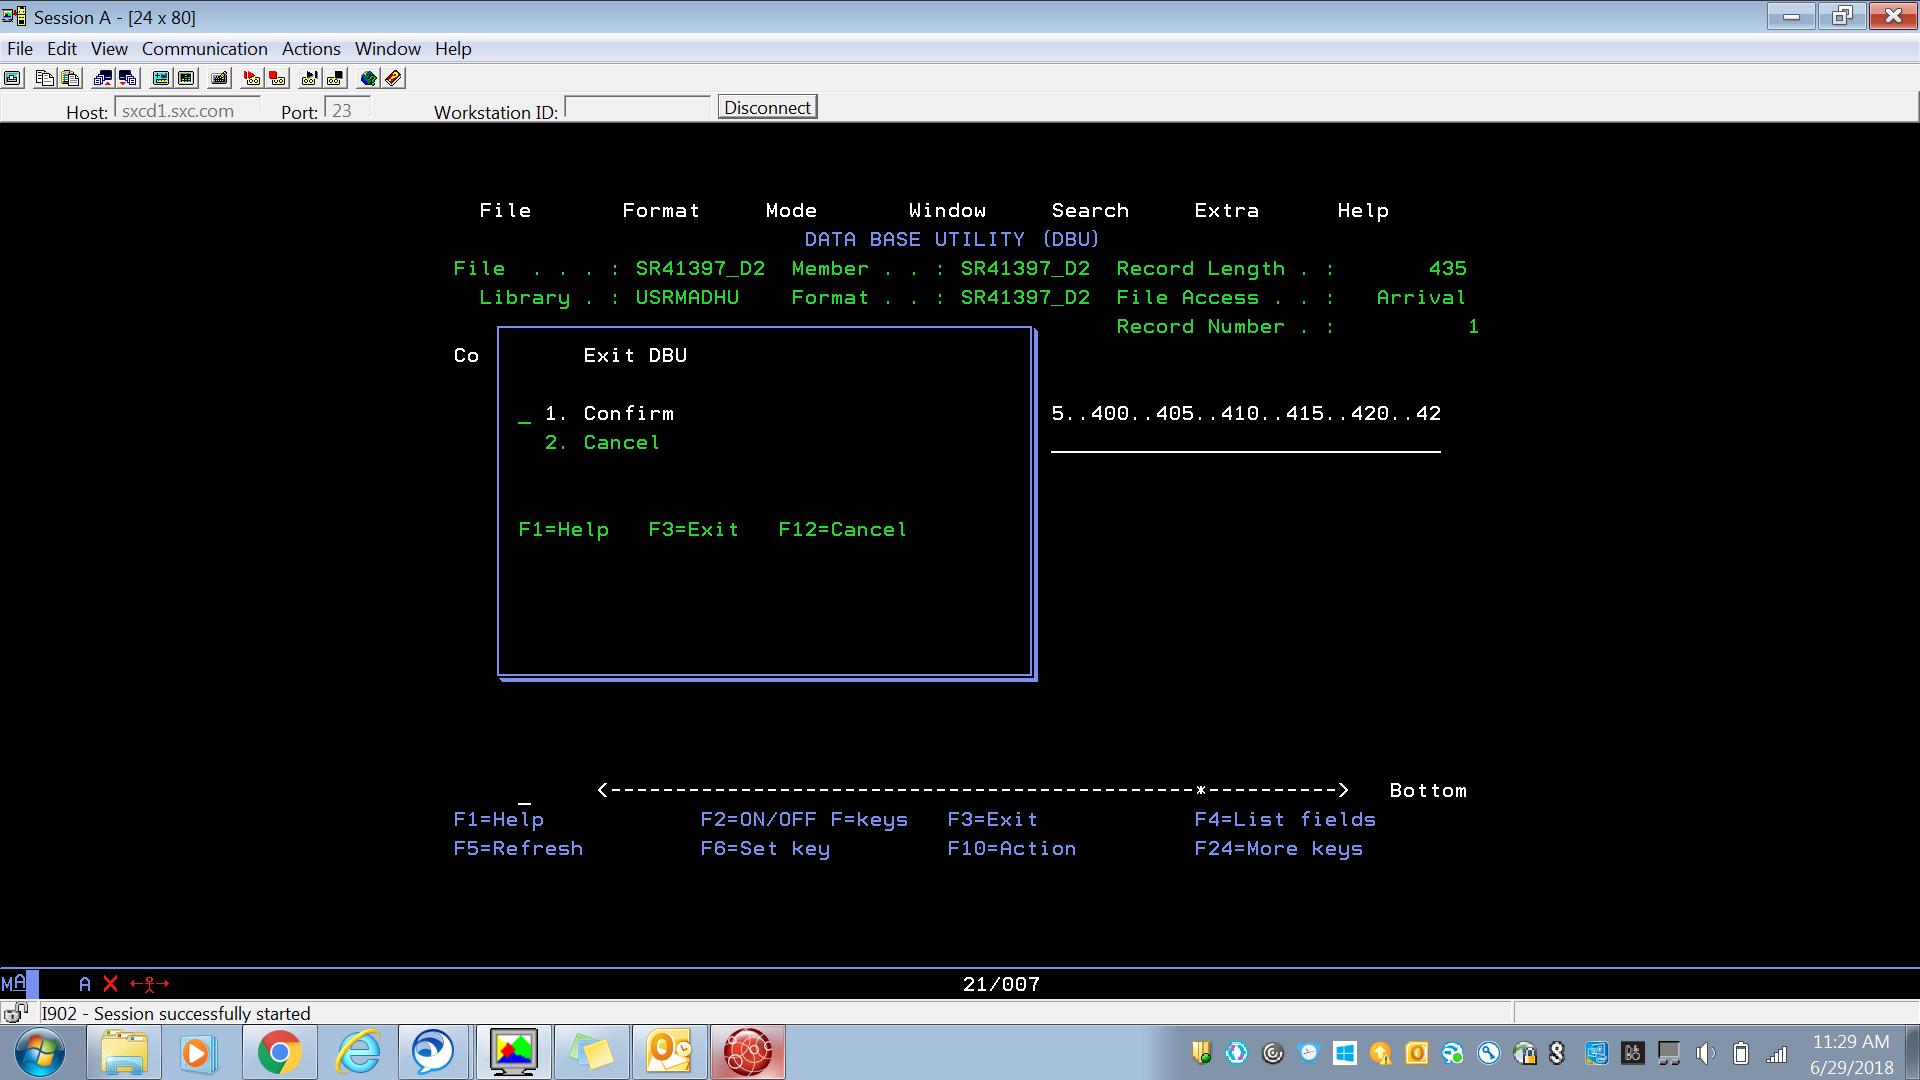 Session A - [24 x 80]
File Edit View Communication Actions Window Help
Host: sxcd1.sxc.com Port: 23 Workstation ID: Disconnect
File Format Mode Window Search Extra Help
DATA BASE UTILITY (DBU)
File . . . : SR41397_D2 Member . . : SR41397_D2 Record Length . : 435
Library . : USRMADHU Format . . : SR41397_D2 File Access . . : Arrival
Record Number . : 1
Co Exit DBU
_ 1. Confirm 5..400..405..410..415..420..42
2. Cancel
F1=Help F3=Exit F12=Cancel
_ <----------------------------------------------*----------> Bottom
F1=Help F2=ON/OFF F=keys F3=Exit F4=List fields
F5=Refresh F6=Set key F10=Action F24=More keys
MA A X 21/007
I902 - Session successfully started
11:29 AM
6/29/2018